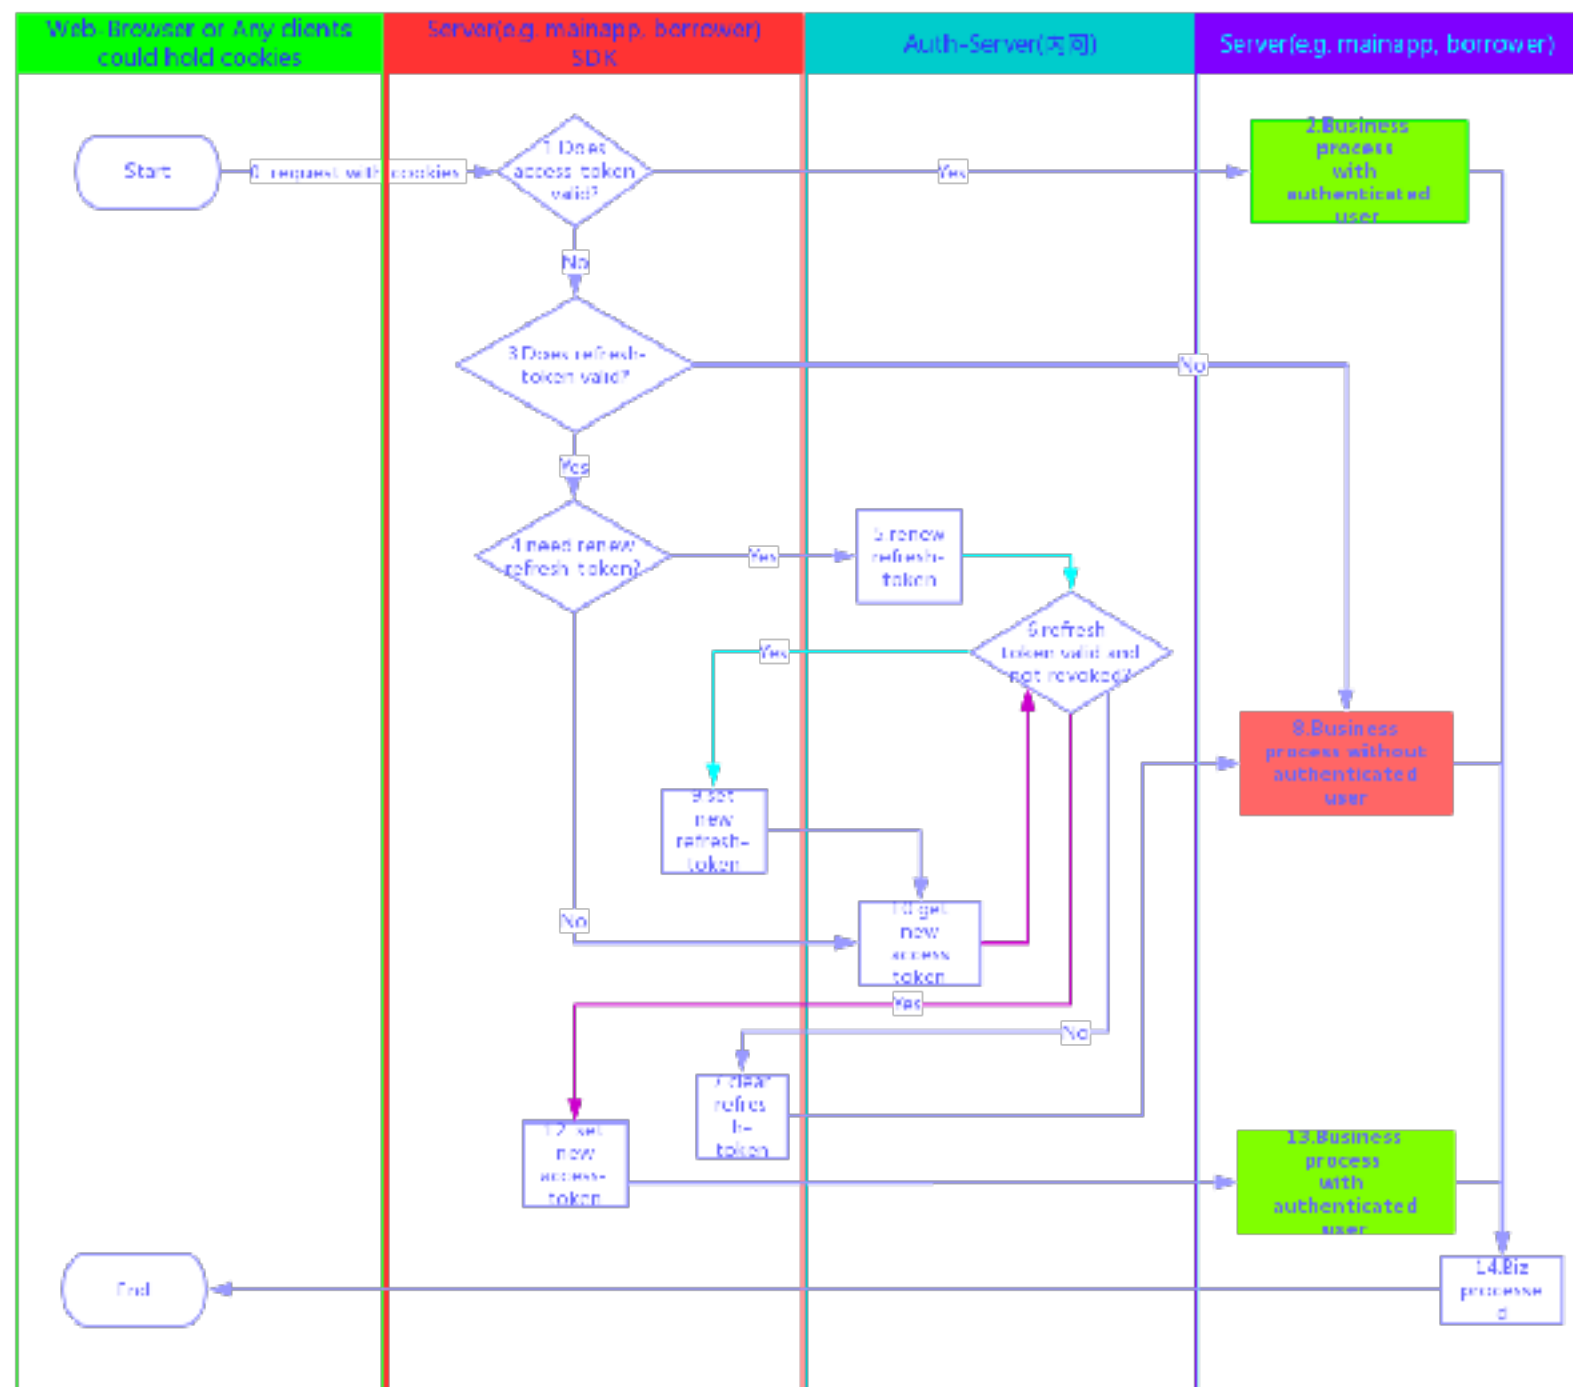 Web-Browser or Any clients
could hold cookies
Server(e.g. mainapp, borrower)
SDK
Auth-Server(内网)
Server(e.g. mainapp, borrower)
Start
0. request with cookies
1.Does
access-token
valid?
Yes
2.Business
process
with
authenticated
user
No
3.Does refresh-
token valid?
No
Yes
4.need renew
refresh-token?
Yes
5.renew
refresh-
token
6.refresh
token valid and
not revoked?
Yes
8.Business
process without
authenticated
user
9.set
new
refresh-
token
No
10.get
new
access
token
Yes
No
7.clear
refres
h-
token
12. set
new
access-
token
13.Business
process
with
authenticated
user
End
14.Biz
processe
d